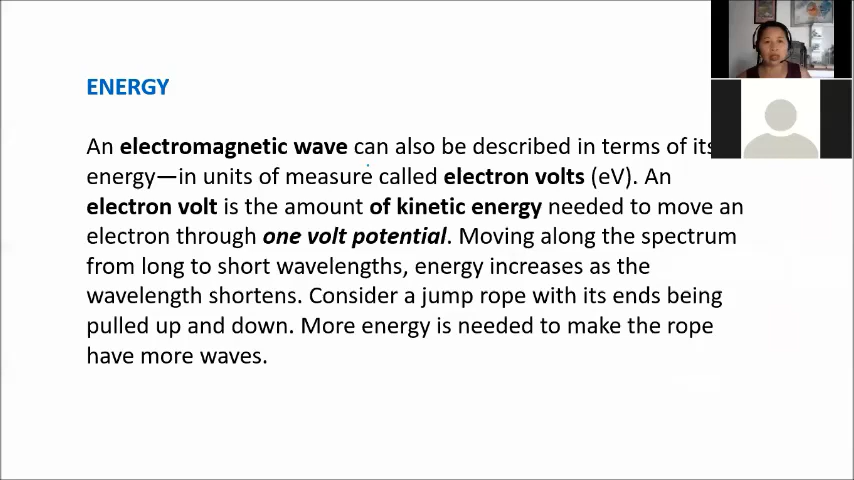 ENERGY
An electromagnetic wave can also be described in terms of its
energy—in units of measure called electron volts (eV). An
electron volt is the amount of kinetic energy needed to move an
electron through one volt potential. Moving along the spectrum
from long to short wavelengths, energy increases as the
wavelength shortens. Consider a jump rope with its ends being
pulled up and down. More energy is needed to make the rope
have more waves.